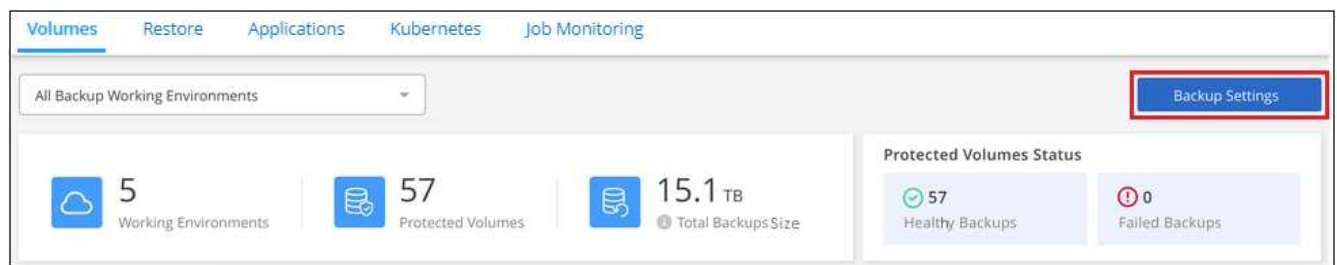 Volumes Restore Applications Kubernetes Job Monitoring
All Backup Working Environments
Backup Settings
5
Working Environments
57
Protected Volumes
15.1 TB
Total Backups Size
Protected Volumes Status
57
Healthy Backups
0
Failed Backups